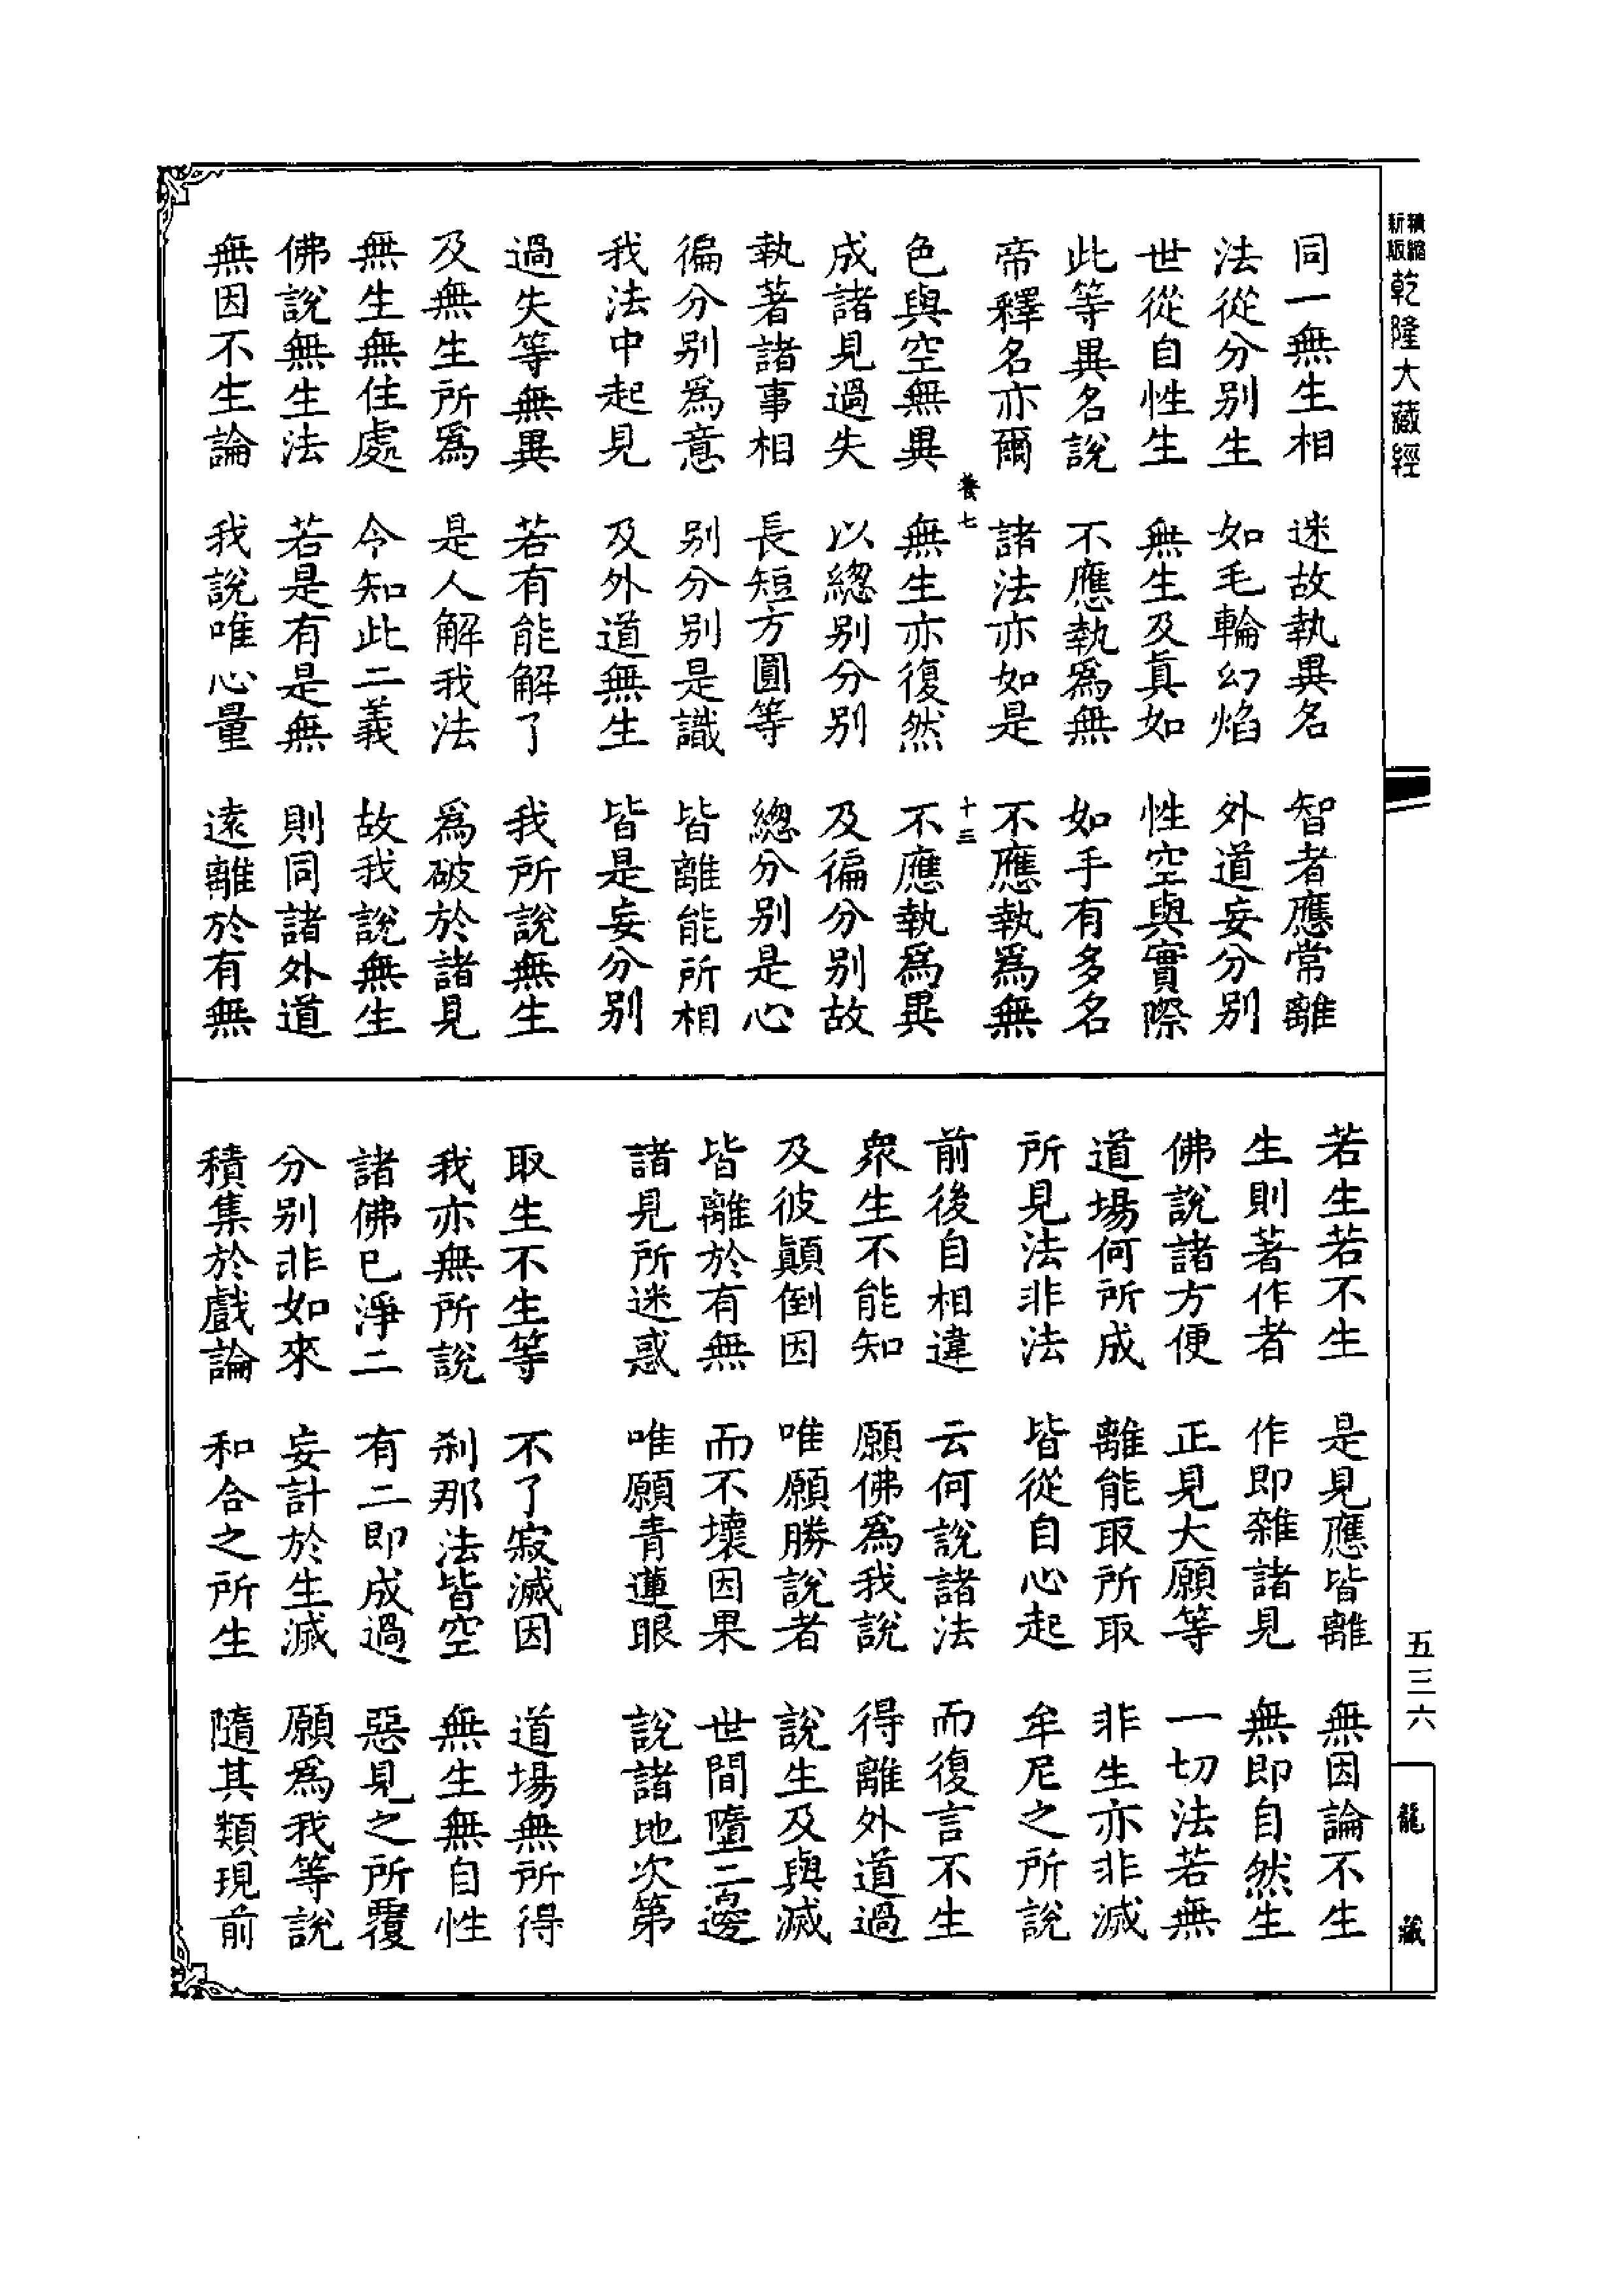 新版精縮
乾隆大藏經
同一無生相　迷故執異名　智者應常離
法從分別生　如毛輪幻焰　外道妄分別
世從自性生　無生及真如　性空與實際
此等異名說　不應執爲無　如手有多名
帝釋名亦爾　諸法亦如是　不應執爲無
養七　十三
色與空無異　無生亦復然　不應執爲異
成諸見過失　以總別分別　及徧分別故
執著諸事相　長短方圓等　總分別是心
徧分別爲意　別分別是識　皆離能所相
我法中起見　及外道無生　皆是妄分別
過失等無異　若有能解了　我所說無生
及無生所爲　是人解我法　爲破於諸見
無生無住處　令知此二義　故我說無生
佛說無生法　若是有是無　則同諸外道
無因不生論　我說唯心量　遠離於有無
若生若不生　是見應皆離　無因論不生
生則著作者　作即雜諸見　無即自然生
佛說諸方便　正見大願等　一切法若無
道場何所成　離能取所取　非生亦非滅
所見法非法　皆從自心起　牟尼之所說
前後自相違　云何說諸法　而復言不生
衆生不能知　願佛爲我說　得離外道過
及彼顛倒因　唯願勝說者　說生及與滅
皆離於有無　而不壞因果　世間墮二邊
諸見所迷惑　唯願青蓮眼　說諸地次第
取生不生等　不了寂滅因　道場無所得
我亦無所說　剎那法皆空　無生無自性
諸佛已淨二　有二即成過　惡見之所覆
分別非如來　妄計於生滅　願爲我等說
積集於戲論　和合之所生　隨其類現前
五三六
龍藏